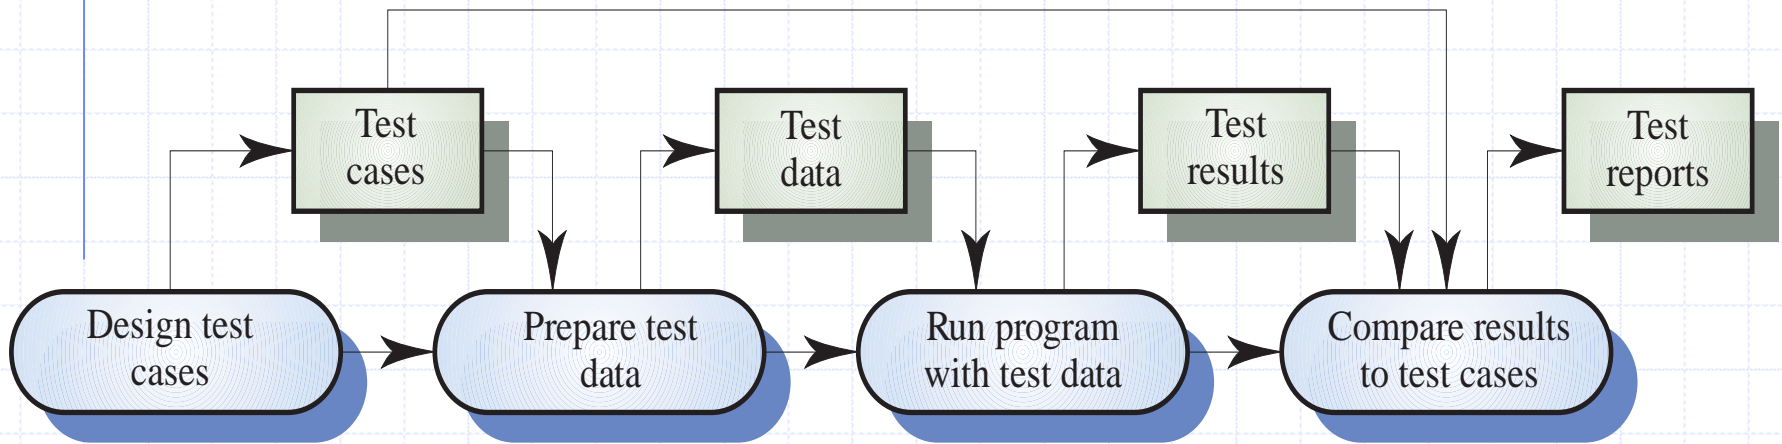 Test
cases
Test
data
Test
results
Test
reports
Design test
cases
Prepare test
data
Run program
with test data
Compare results
to test cases